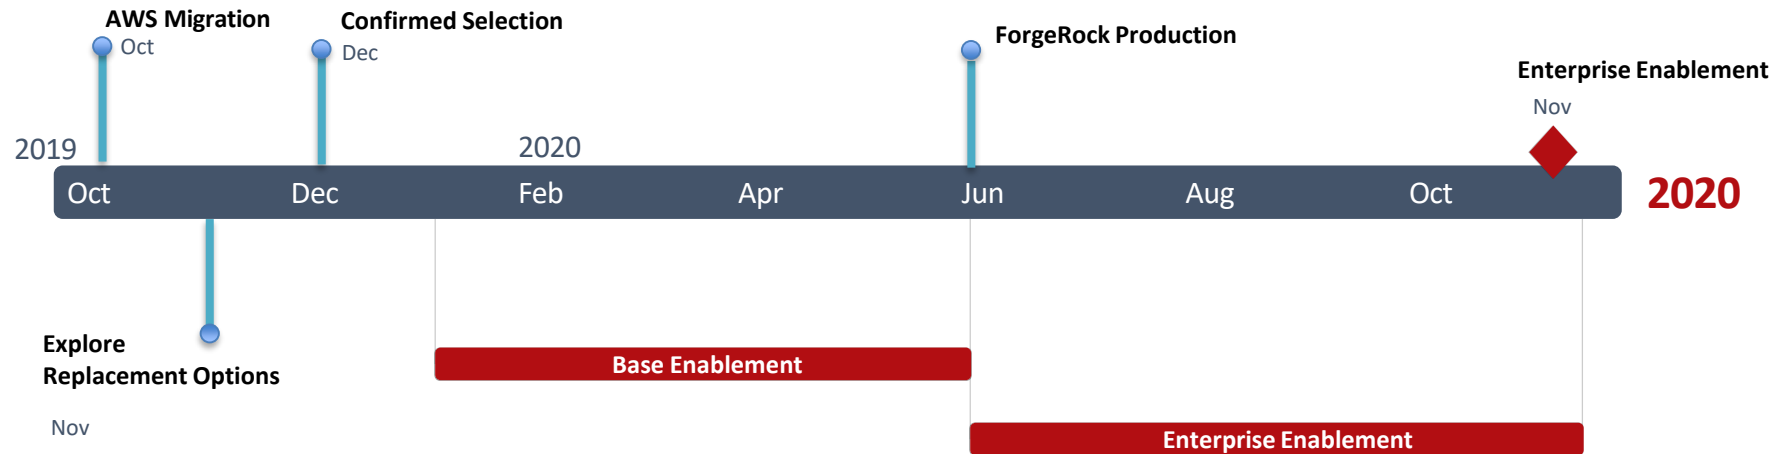 AWS Migration
Oct
Confirmed Selection
Dec
ForgeRock Production
Enterprise Enablement
Nov
2019
2020
Oct Dec Feb Apr Jun Aug Oct
2020
Explore
Replacement Options
Nov
Base Enablement
Enterprise Enablement